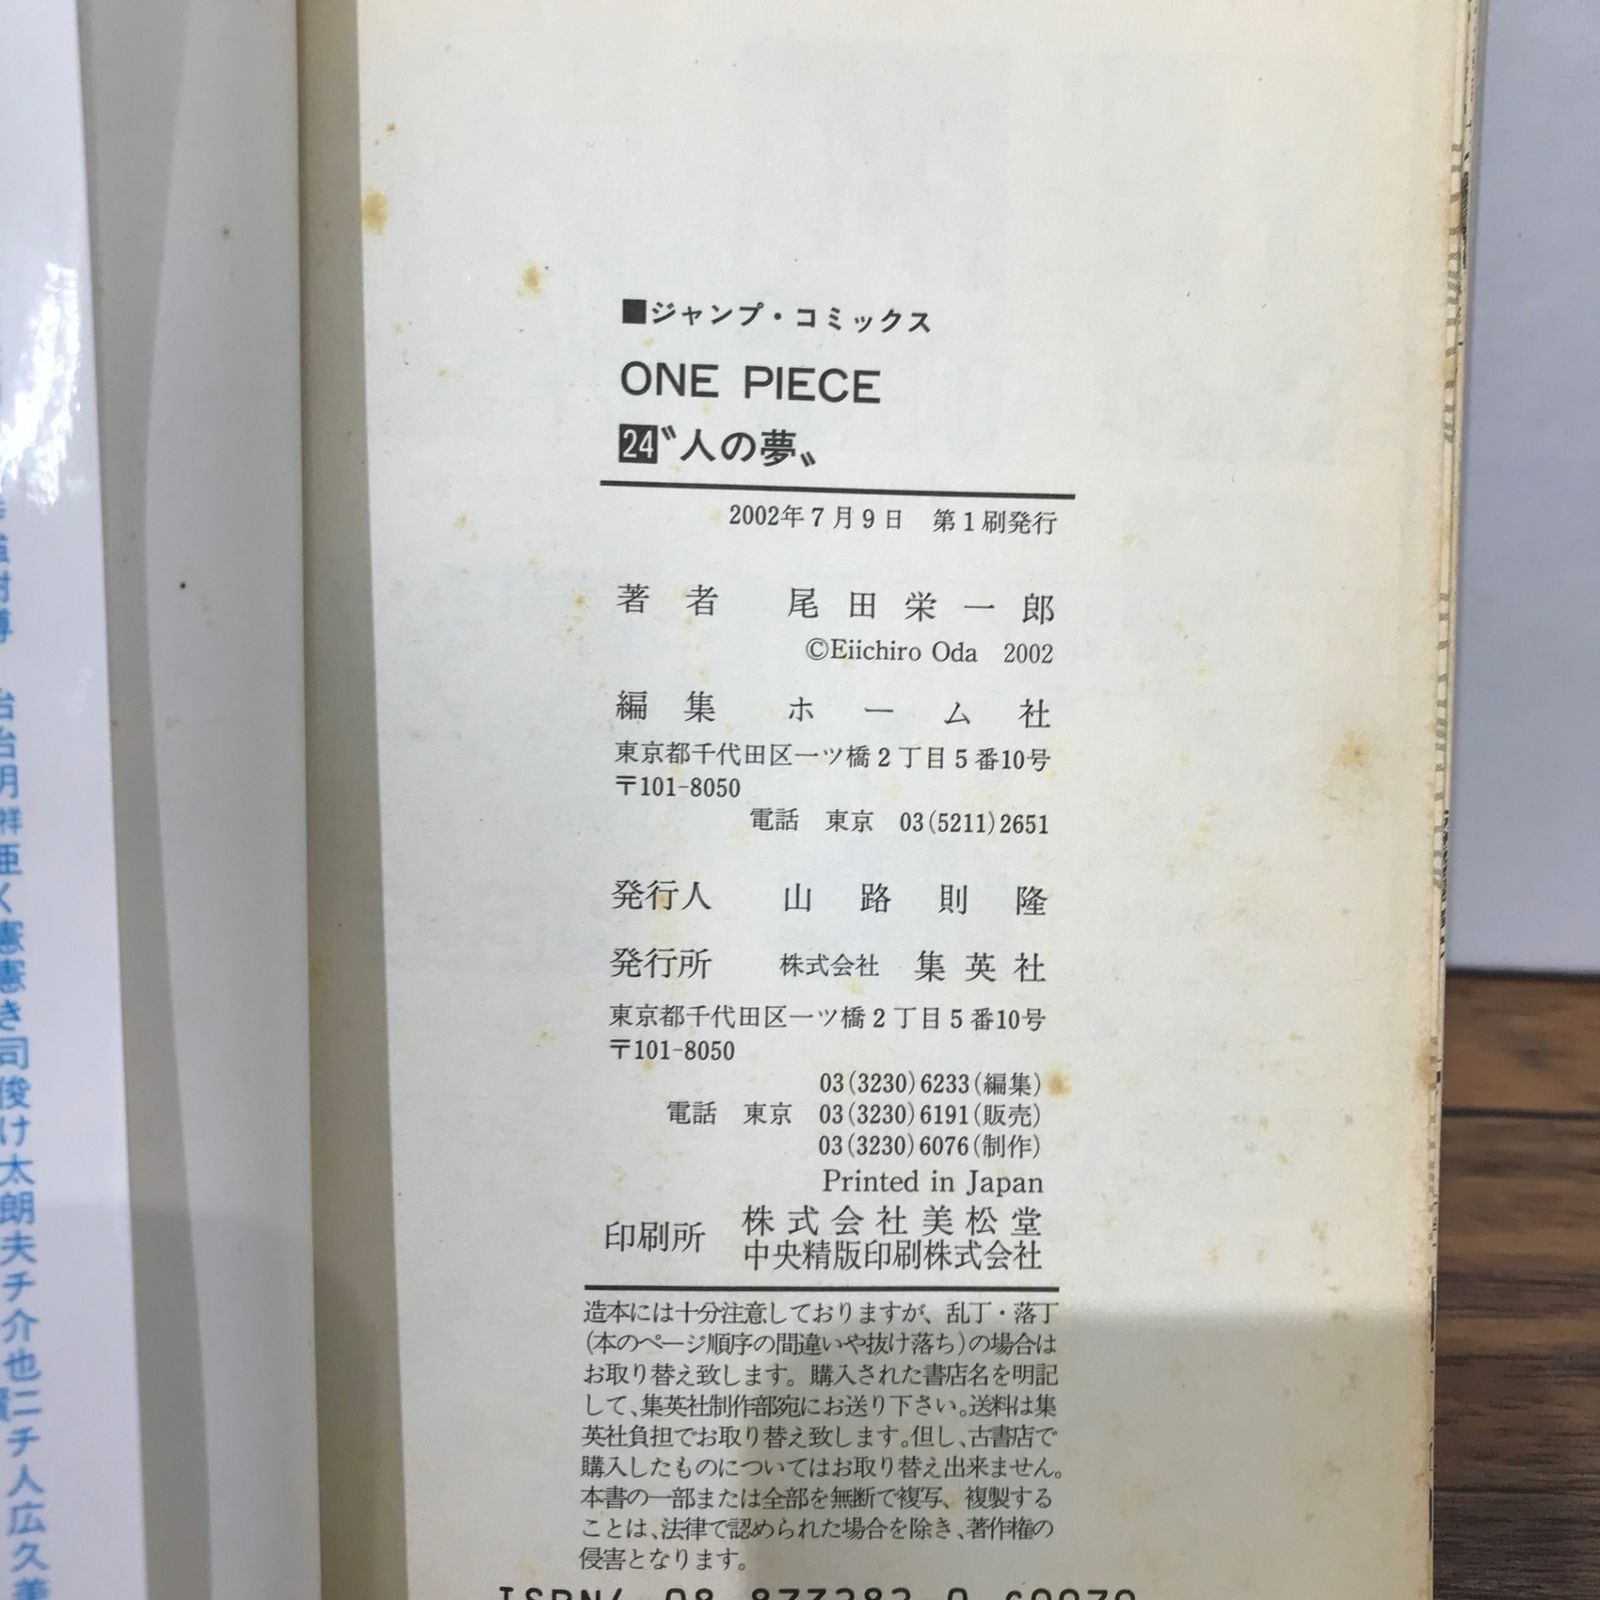 ■ジャンプ・コミックス
ONE PIECE
24〝人の夢〟
2002年7月9日 第1刷発行
著者 尾田栄一郎
©Eiichiro Oda 2002
編集 ホーム社
東京都千代田区一ツ橋2丁目5番10号
〒101-8050
電話 東京 03(5211)2651
発行人 山路則隆
発行所 株式会社 集英社
東京都千代田区一ツ橋2丁目5番10号
〒101-8050
03(3230)6233(編集)
電話 東京 03(3230)6191(販売)
03(3230)6076(制作)
Printed in Japan
印刷所 株式会社美松堂
中央精版印刷株式会社
造本には十分注意しておりますが、乱丁・落丁
(本のページ順序の間違いや抜け落ち)の場合は
お取り替え致します。購入された書店名を明記
して、集英社制作部宛にお送り下さい。送料は集
英社負担でお取り替え致します。但し、古書店で
購入したものについてはお取り替え出来ません。
本書の一部または全部を無断で複写、複製する
ことは、法律で認められた場合を除き、著作権の
侵害となります。